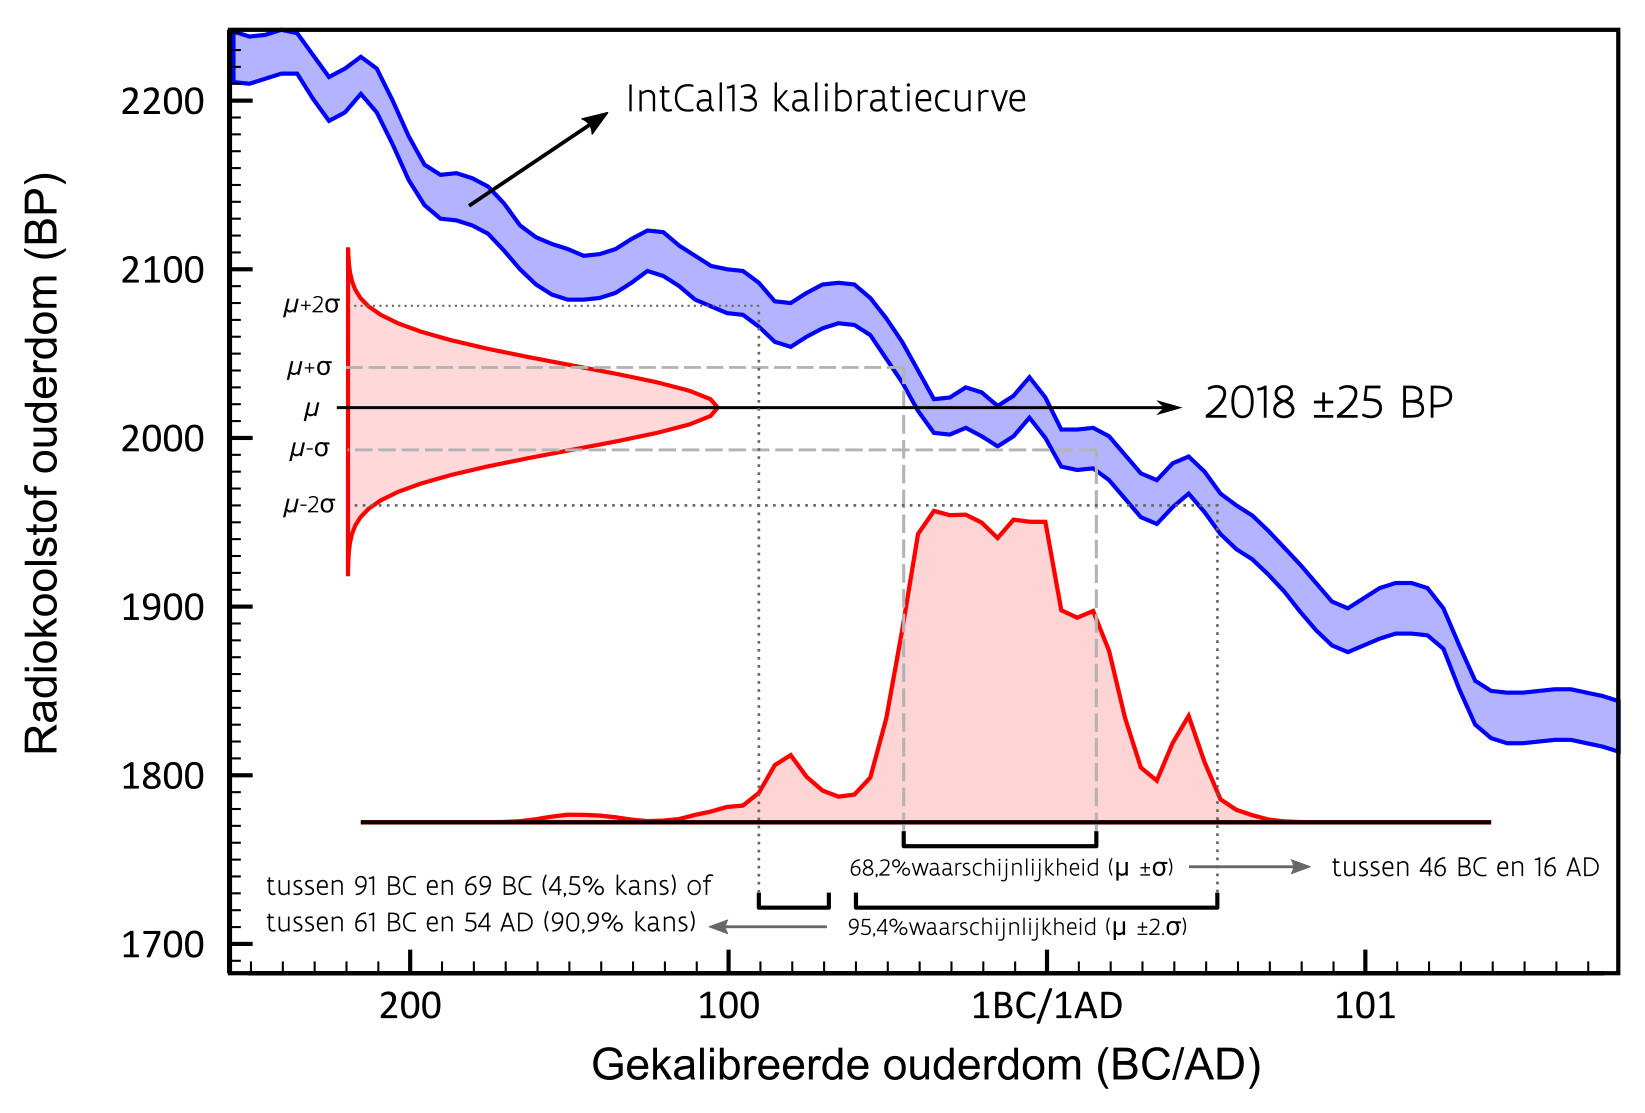 IntCal13 kalibratiecurve
Radiokoolstof ouderdom (BP)
2200
2100
2000
1900
1800
1700
μ+2σ
μ+σ
μ
μ-σ
μ-2σ
2018 ±25 BP
68,2%waarschijnlijkheid (μ ±σ)
tussen 46 BC en 16 AD
tussen 91 BC en 69 BC (4,5% kans) of
tussen 61 BC en 54 AD (90,9% kans)
95,4%waarschijnlijkheid (μ ±2.σ)
200
100
1BC/1AD
101
Gekalibreerde ouderdom (BC/AD)